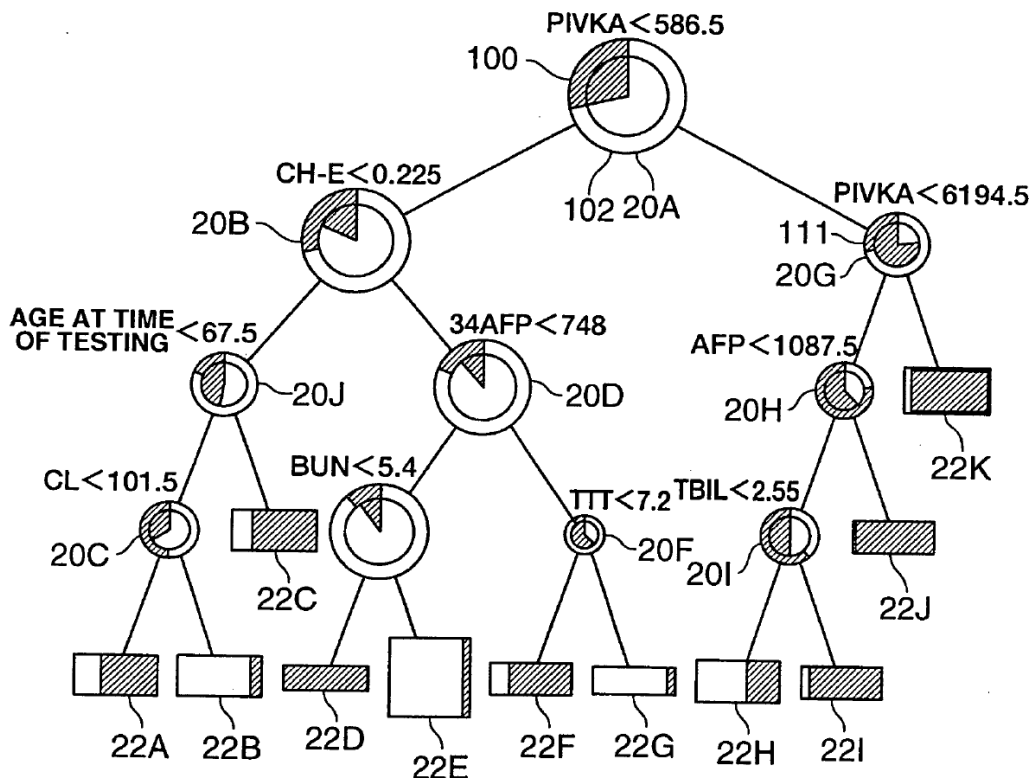 PIVKA<586.5
100
CH-E<0.225
102 20A
PIVKA<6194.5
20B
111
20G
AGE AT TIME
OF TESTING <67.5
34AFP<748
AFP<1087.5
20J
20D
20H
22K
CL<101.5
BUN<5.4
TTT<7.2
TBIL<2.55
20C
22C
20F
20I
22J
22A
22B
22D
22E
22F
22G
22H
22I